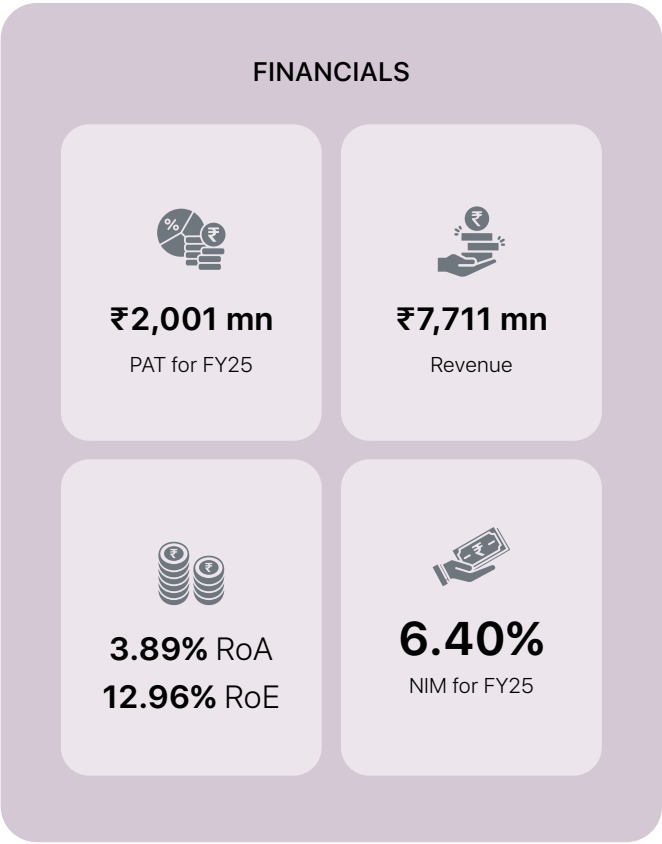 FINANCIALS
%
₹
₹
₹2,001 mn
PAT for FY25
₹7,711 mn
Revenue
₹
₹
₹
3.89% RoA
12.96% RoE
6.40%
NIM for FY25